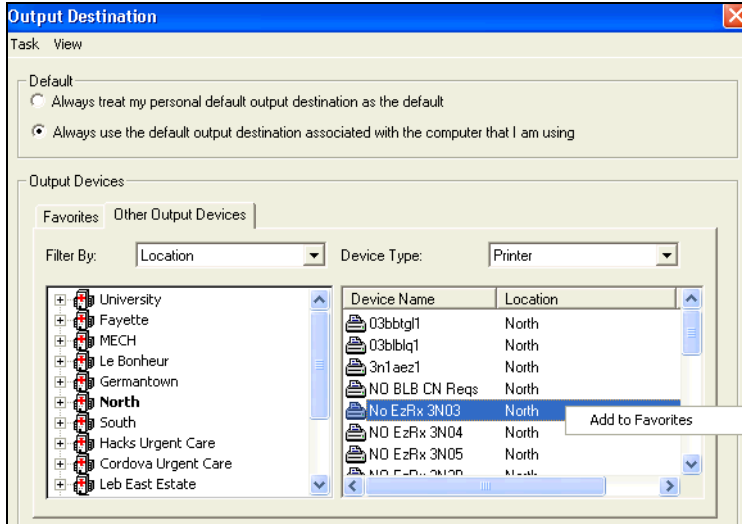 Output Destination
Task View
Default
Always treat my personal default output destination as the default
Always use the default output destination associated with the computer that I am using
Output Devices
Favorites Other Output Devices
Filter By: Location Device Type: Printer
University
Fayette
MECH
Le Bonheur
Germantown
North
South
Hacks Urgent Care
Cordova Urgent Care
Leb East Estate
Device Name Location
03bbtgl1 North
03blblq1 North
3n1aez1 North
NO BLB CN Reqs North
No EzRx 3N03 North
Add to Favorites
NO EzRx 3N04 North
NO EzRx 3N05 North